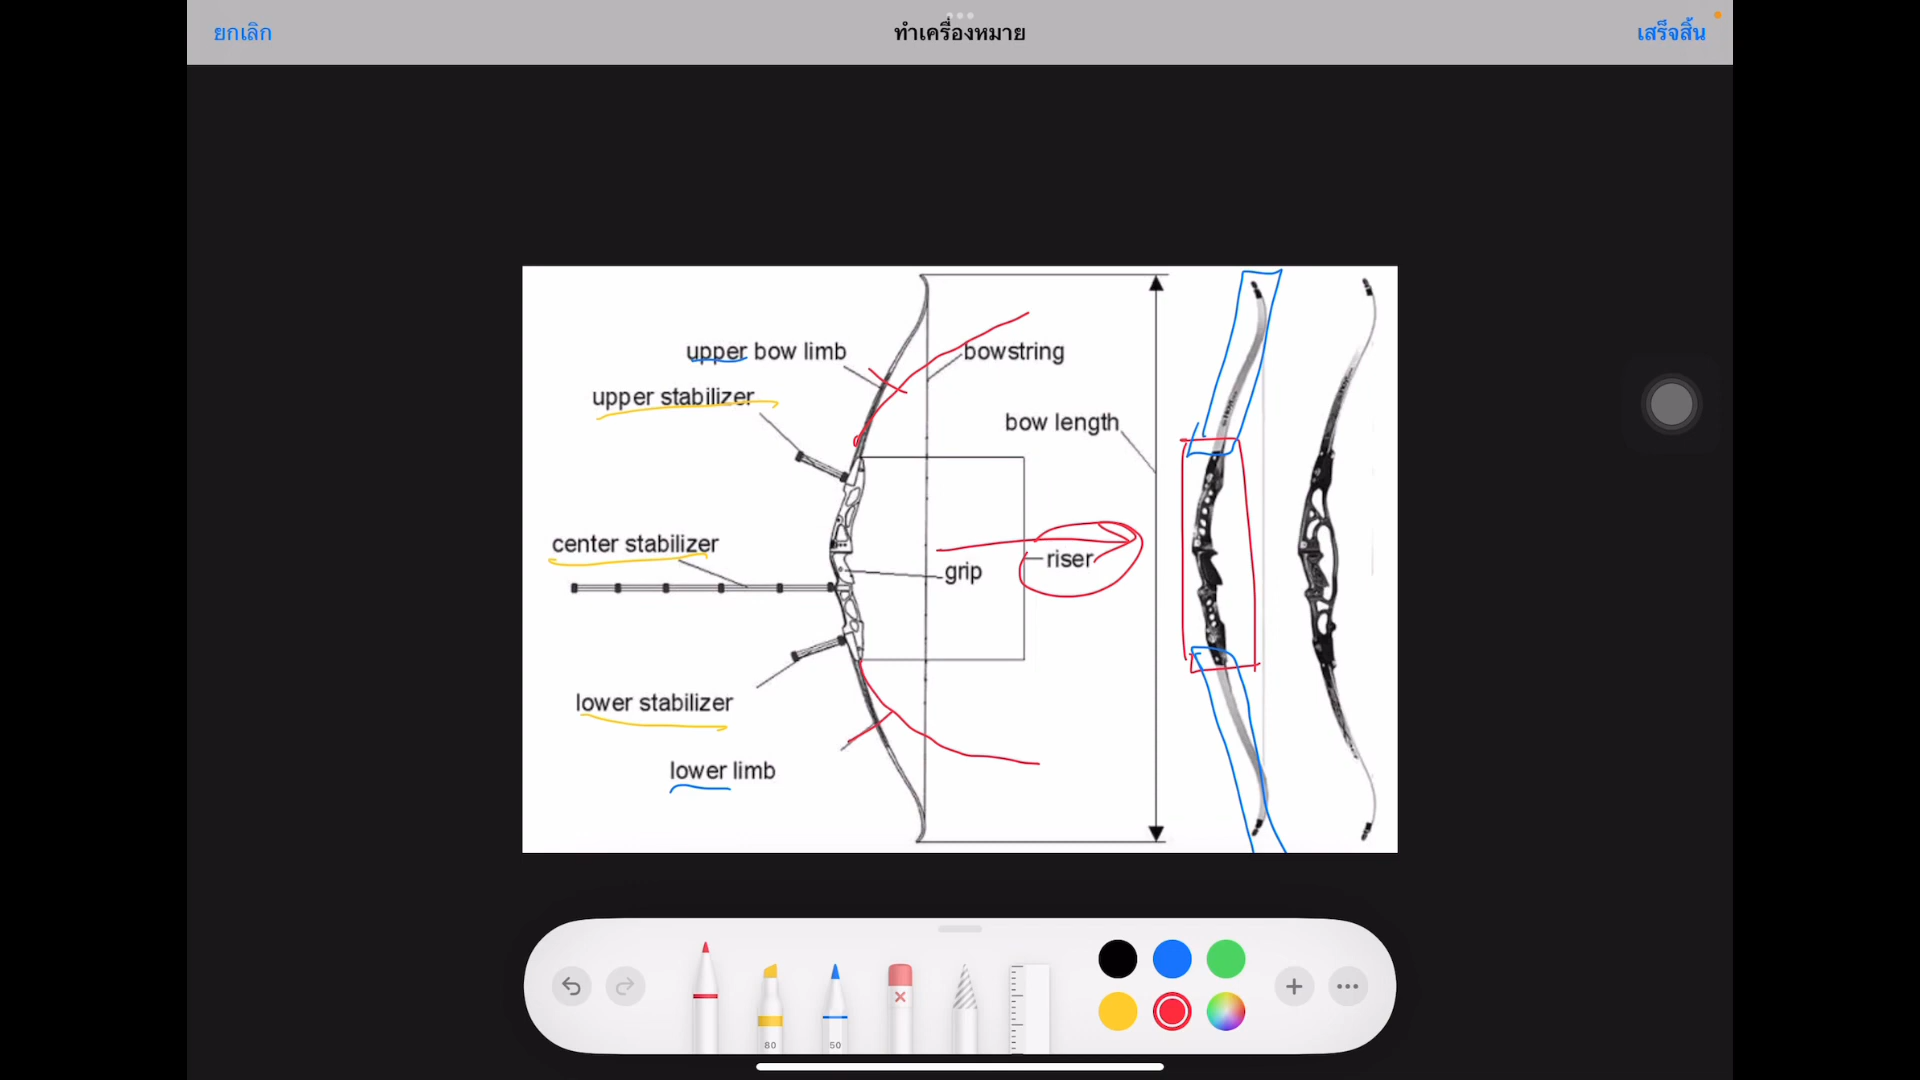 ยกเลิก
ทำเครื่องหมาย
เสร็จสิ้น
upper bow limb
bowstring
upper stabilizer
bow length
center stabilizer
riser
grip
lower stabilizer
lower limb
80
50